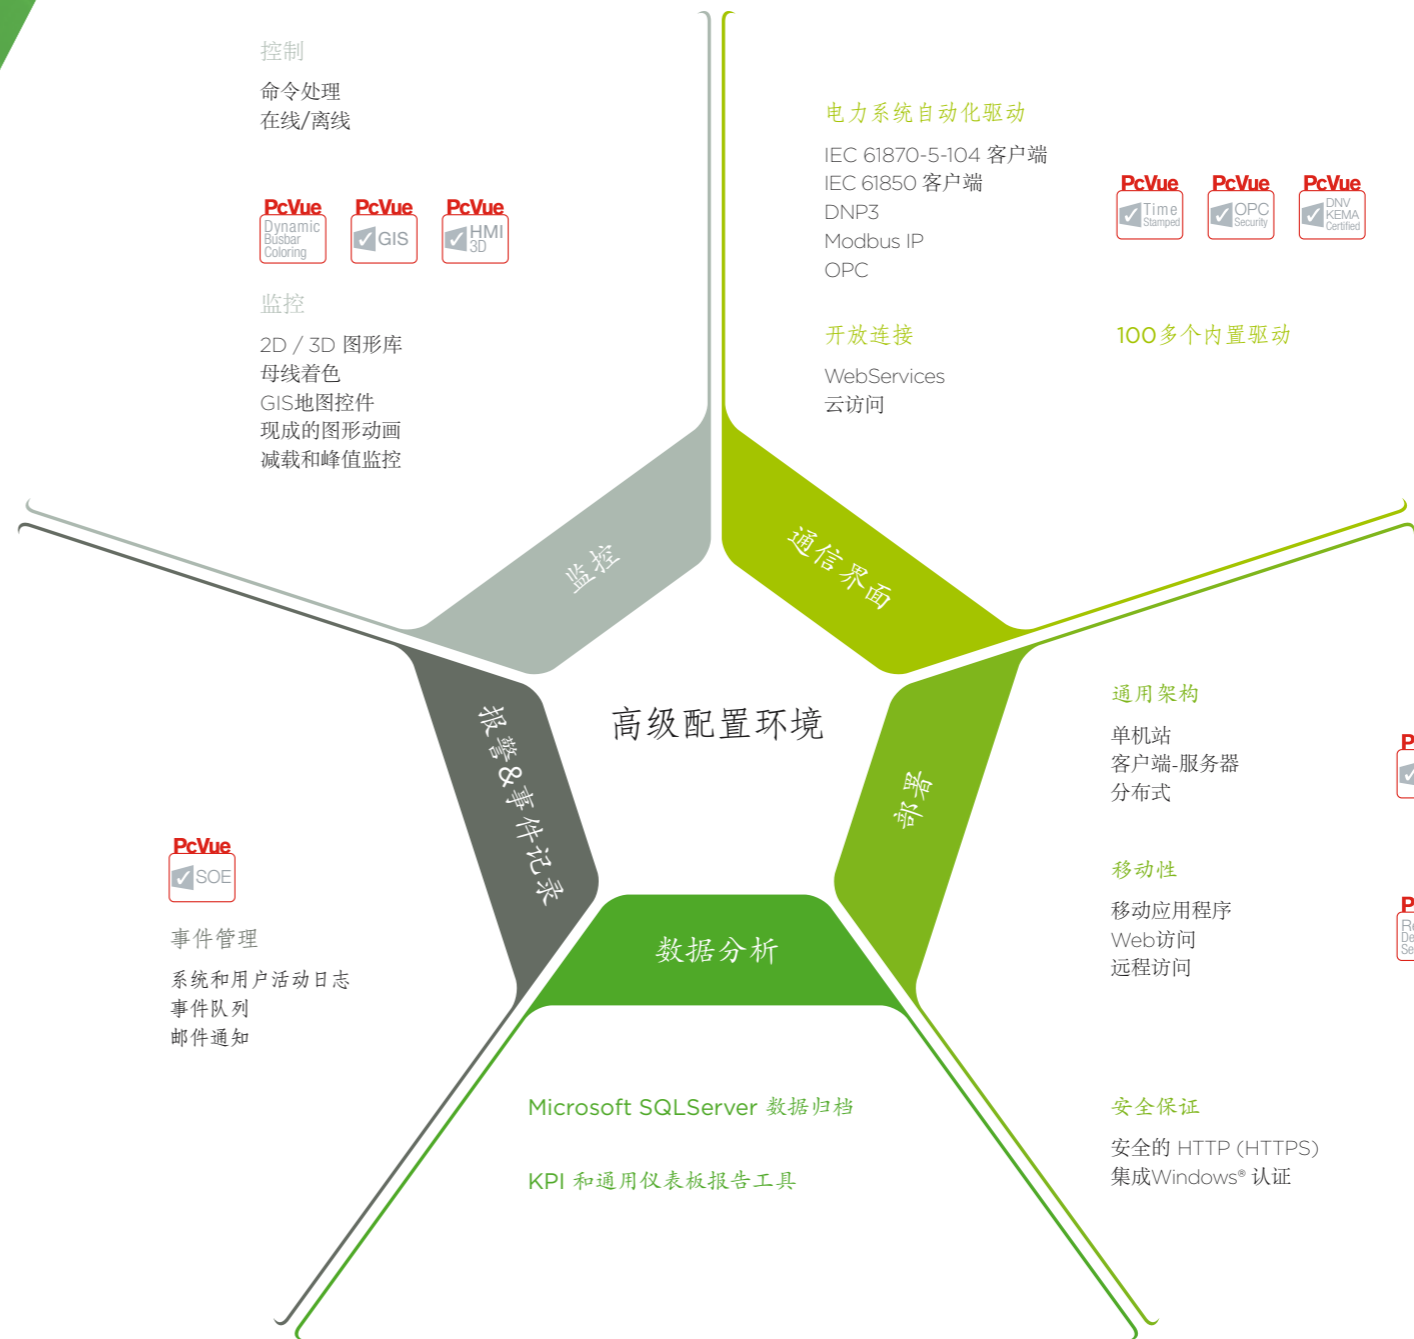 控制
命令处理
在线/离线
PcVue
Dynamic
Busbar
Coloring
PcVue
GIS
PcVue
HMI
3D
监控
2D / 3D 图形库
母线着色
GIS地图控件
现成的图形动画
减载和峰值监控
电力系统自动化驱动
IEC 61870-5-104 客户端
IEC 61850 客户端
DNP3
Modbus IP
OPC
PcVue
Time
Stamped
PcVue
OPC
Security
PcVue
DNV
KEMA
Certified
开放连接
WebServices
云访问
100多个内置驱动
监控
通信界面
高级配置环境
报警&事件记录
部署
数据分析
通用架构
单机站
客户端-服务器
分布式
移动性
移动应用程序
Web访问
远程访问
PcVue
SOE
事件管理
系统和用户活动日志
事件队列
邮件通知
Microsoft SQLServer 数据归档
KPI 和通用仪表板报告工具
安全保证
安全的 HTTP (HTTPS)
集成Windows® 认证